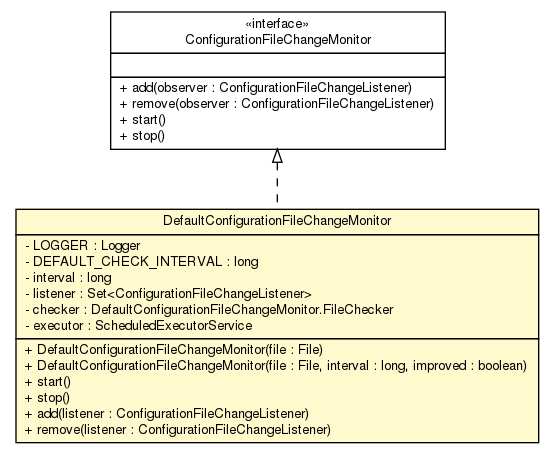 «interface»
ConfigurationFileChangeMonitor
+ add(observer : ConfigurationFileChangeListener)
+ remove(observer : ConfigurationFileChangeListener)
+ start()
+ stop()
DefaultConfigurationFileChangeMonitor
- LOGGER : Logger
- DEFAULT_CHECK_INTERVAL : long
- interval : long
- listener : Set<ConfigurationFileChangeListener>
- checker : DefaultConfigurationFileChangeMonitor.FileChecker
- executor : ScheduledExecutorService
+ DefaultConfigurationFileChangeMonitor(file : File)
+ DefaultConfigurationFileChangeMonitor(file : File, interval : long, improved : boolean)
+ start()
+ stop()
+ add(listener : ConfigurationFileChangeListener)
+ remove(listener : ConfigurationFileChangeListener)